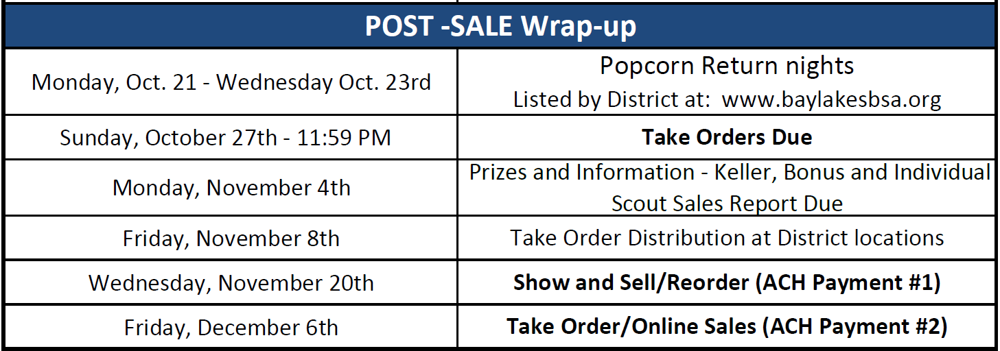 POST -SALE Wrap-up
Monday, Oct. 21 - Wednesday Oct. 23rd
Popcorn Return nights
Listed by District at:  www.baylakesbsa.org
Sunday, October 27th - 11:59 PM
Take Orders Due
Monday, November 4th
Prizes and Information - Keller, Bonus and Individual
Scout Sales Report Due
Friday, November 8th
Take Order Distribution at District locations
Wednesday, November 20th
Show and Sell/Reorder (ACH Payment #1)
Friday, December 6th
Take Order/Online Sales (ACH Payment #2)